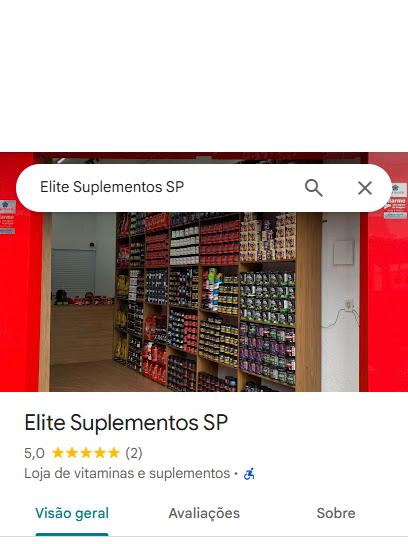 Elite Suplementos SP
Elite Suplementos SP
5,0 (2)
Loja de vitaminas e suplementos ·
Visão geral Avaliações Sobre